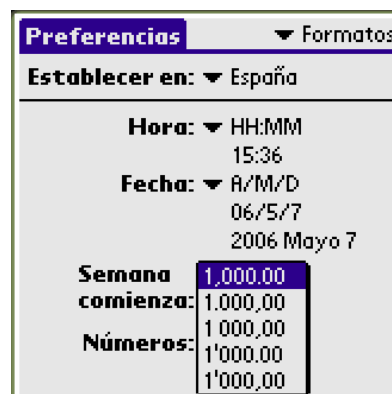 Preferencias ▼ Formatos
Establecer en: ▼ España
Hora: ▼ HH:MM
15:36
Fecha: ▼ A/M/D
06/5/7
2006 Mayo 7
Semana
comienza:
Números:
1,000.00
1.000,00
1 000,00
1'000.00
1'000,00